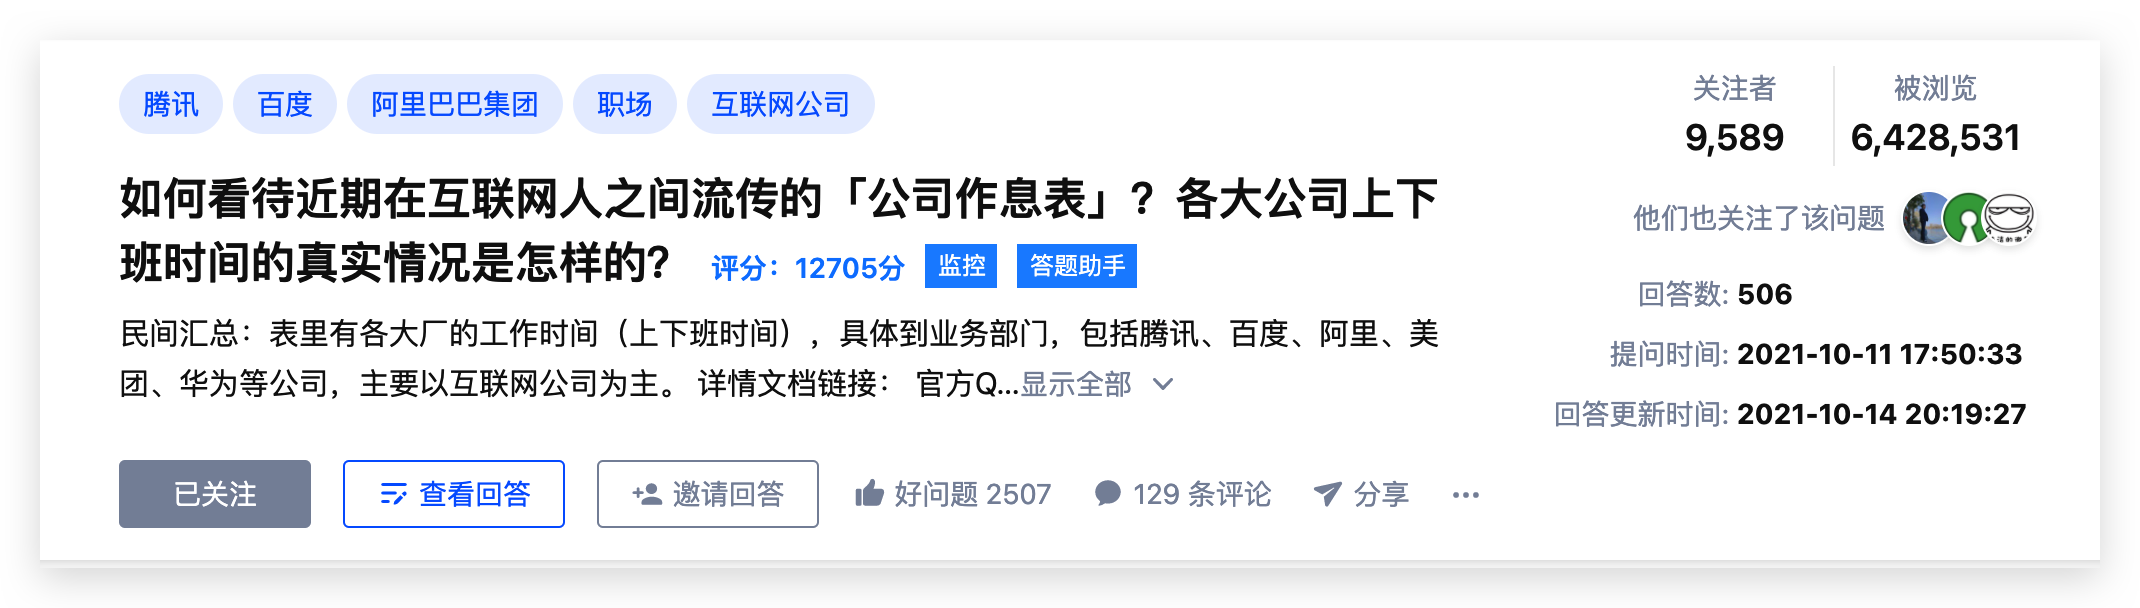 腾讯 百度 阿里巴巴集团 职场 互联网公司
如何看待近期在互联网人之间流传的「公司作息表」？各大公司上下
班时间的真实情况是怎样的? 评分：12705分 监控 答题助手
民间汇总：表里有各大厂的工作时间（上下班时间），具体到业务部门，包括腾讯、百度、阿里、美
团、华为等公司，主要以互联网公司为主。 详情文档链接： 官方Q...显示全部
已关注 查看回答 邀请回答 好问题 2507 129 条评论 分享 ...
关注者 被浏览
9,589 6,428,531
他们也关注了该问题
回答数: 506
提问时间: 2021-10-11 17:50:33
回答更新时间: 2021-10-14 20:19:27